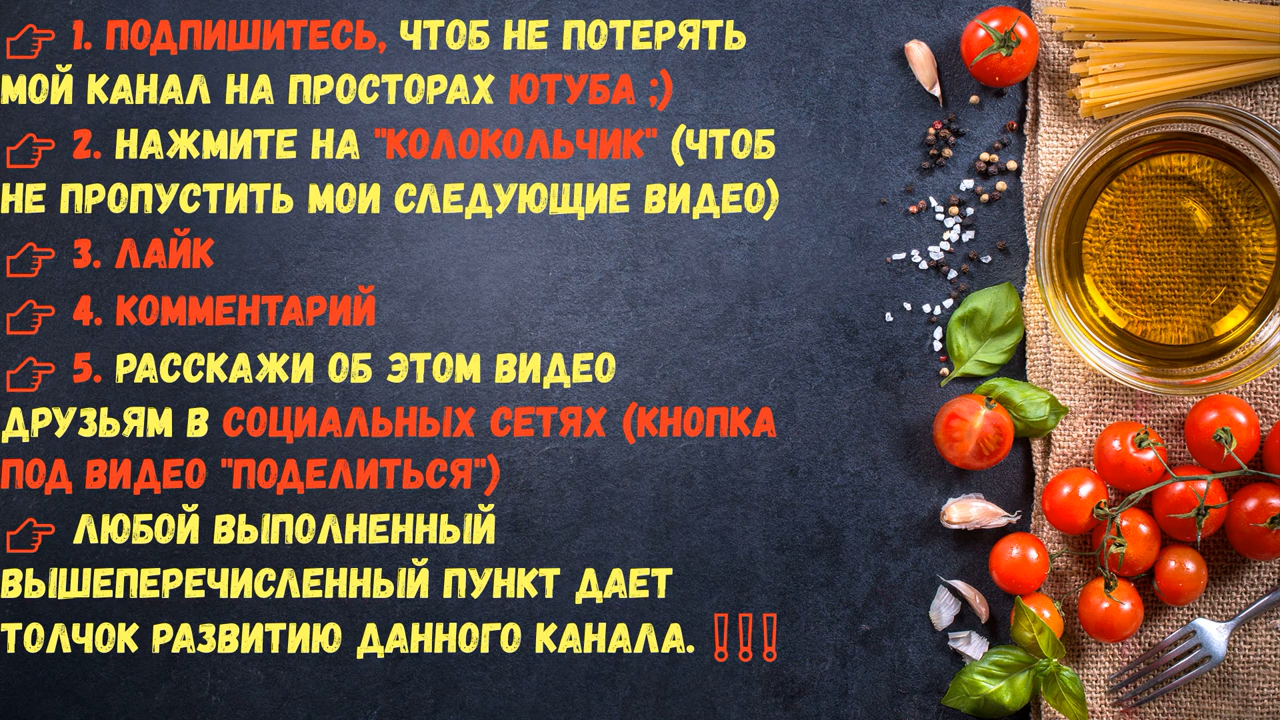 👉 1. ПОДПИШИТЕСЬ, ЧТОБ НЕ ПОТЕРЯТЬ
МОЙ КАНАЛ НА ПРОСТОРАХ ЮТУБА ;)
👉 2. НАЖМИТЕ НА "КОЛОКОЛЬЧИК" (ЧТОБ
НЕ ПРОПУСТИТЬ МОИ СЛЕДУЮЩИЕ ВИДЕО)
👉 3. ЛАЙК
👉 4. КОММЕНТАРИЙ
👉 5. РАССКАЖИ ОБ ЭТОМ ВИДЕО
ДРУЗЬЯМ В СОЦИАЛЬНЫХ СЕТЯХ (КНОПКА
ПОД ВИДЕО "ПОДЕЛИТЬСЯ")
👉 ЛЮБОЙ ВЫПОЛНЕННЫЙ
ВЫШЕПЕРЕЧИСЛЕННЫЙ ПУНКТ ДАЕТ
ТОЛЧОК РАЗВИТИЮ ДАННОГО КАНАЛА. ❗❗❗